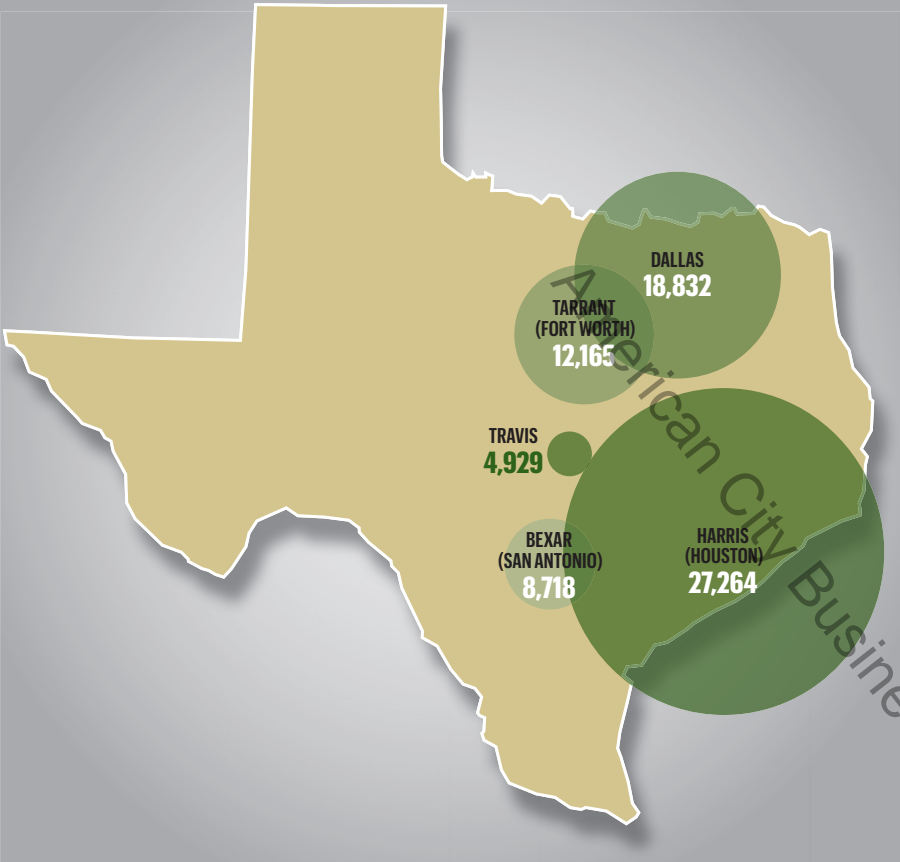 DALLAS
18,832
TARRANT
(FORT WORTH)
12,165
TRAVIS
4,929
BEXAR
(SAN ANTONIO)
8,718
HARRIS
(HOUSTON)
27,264
American City Busine